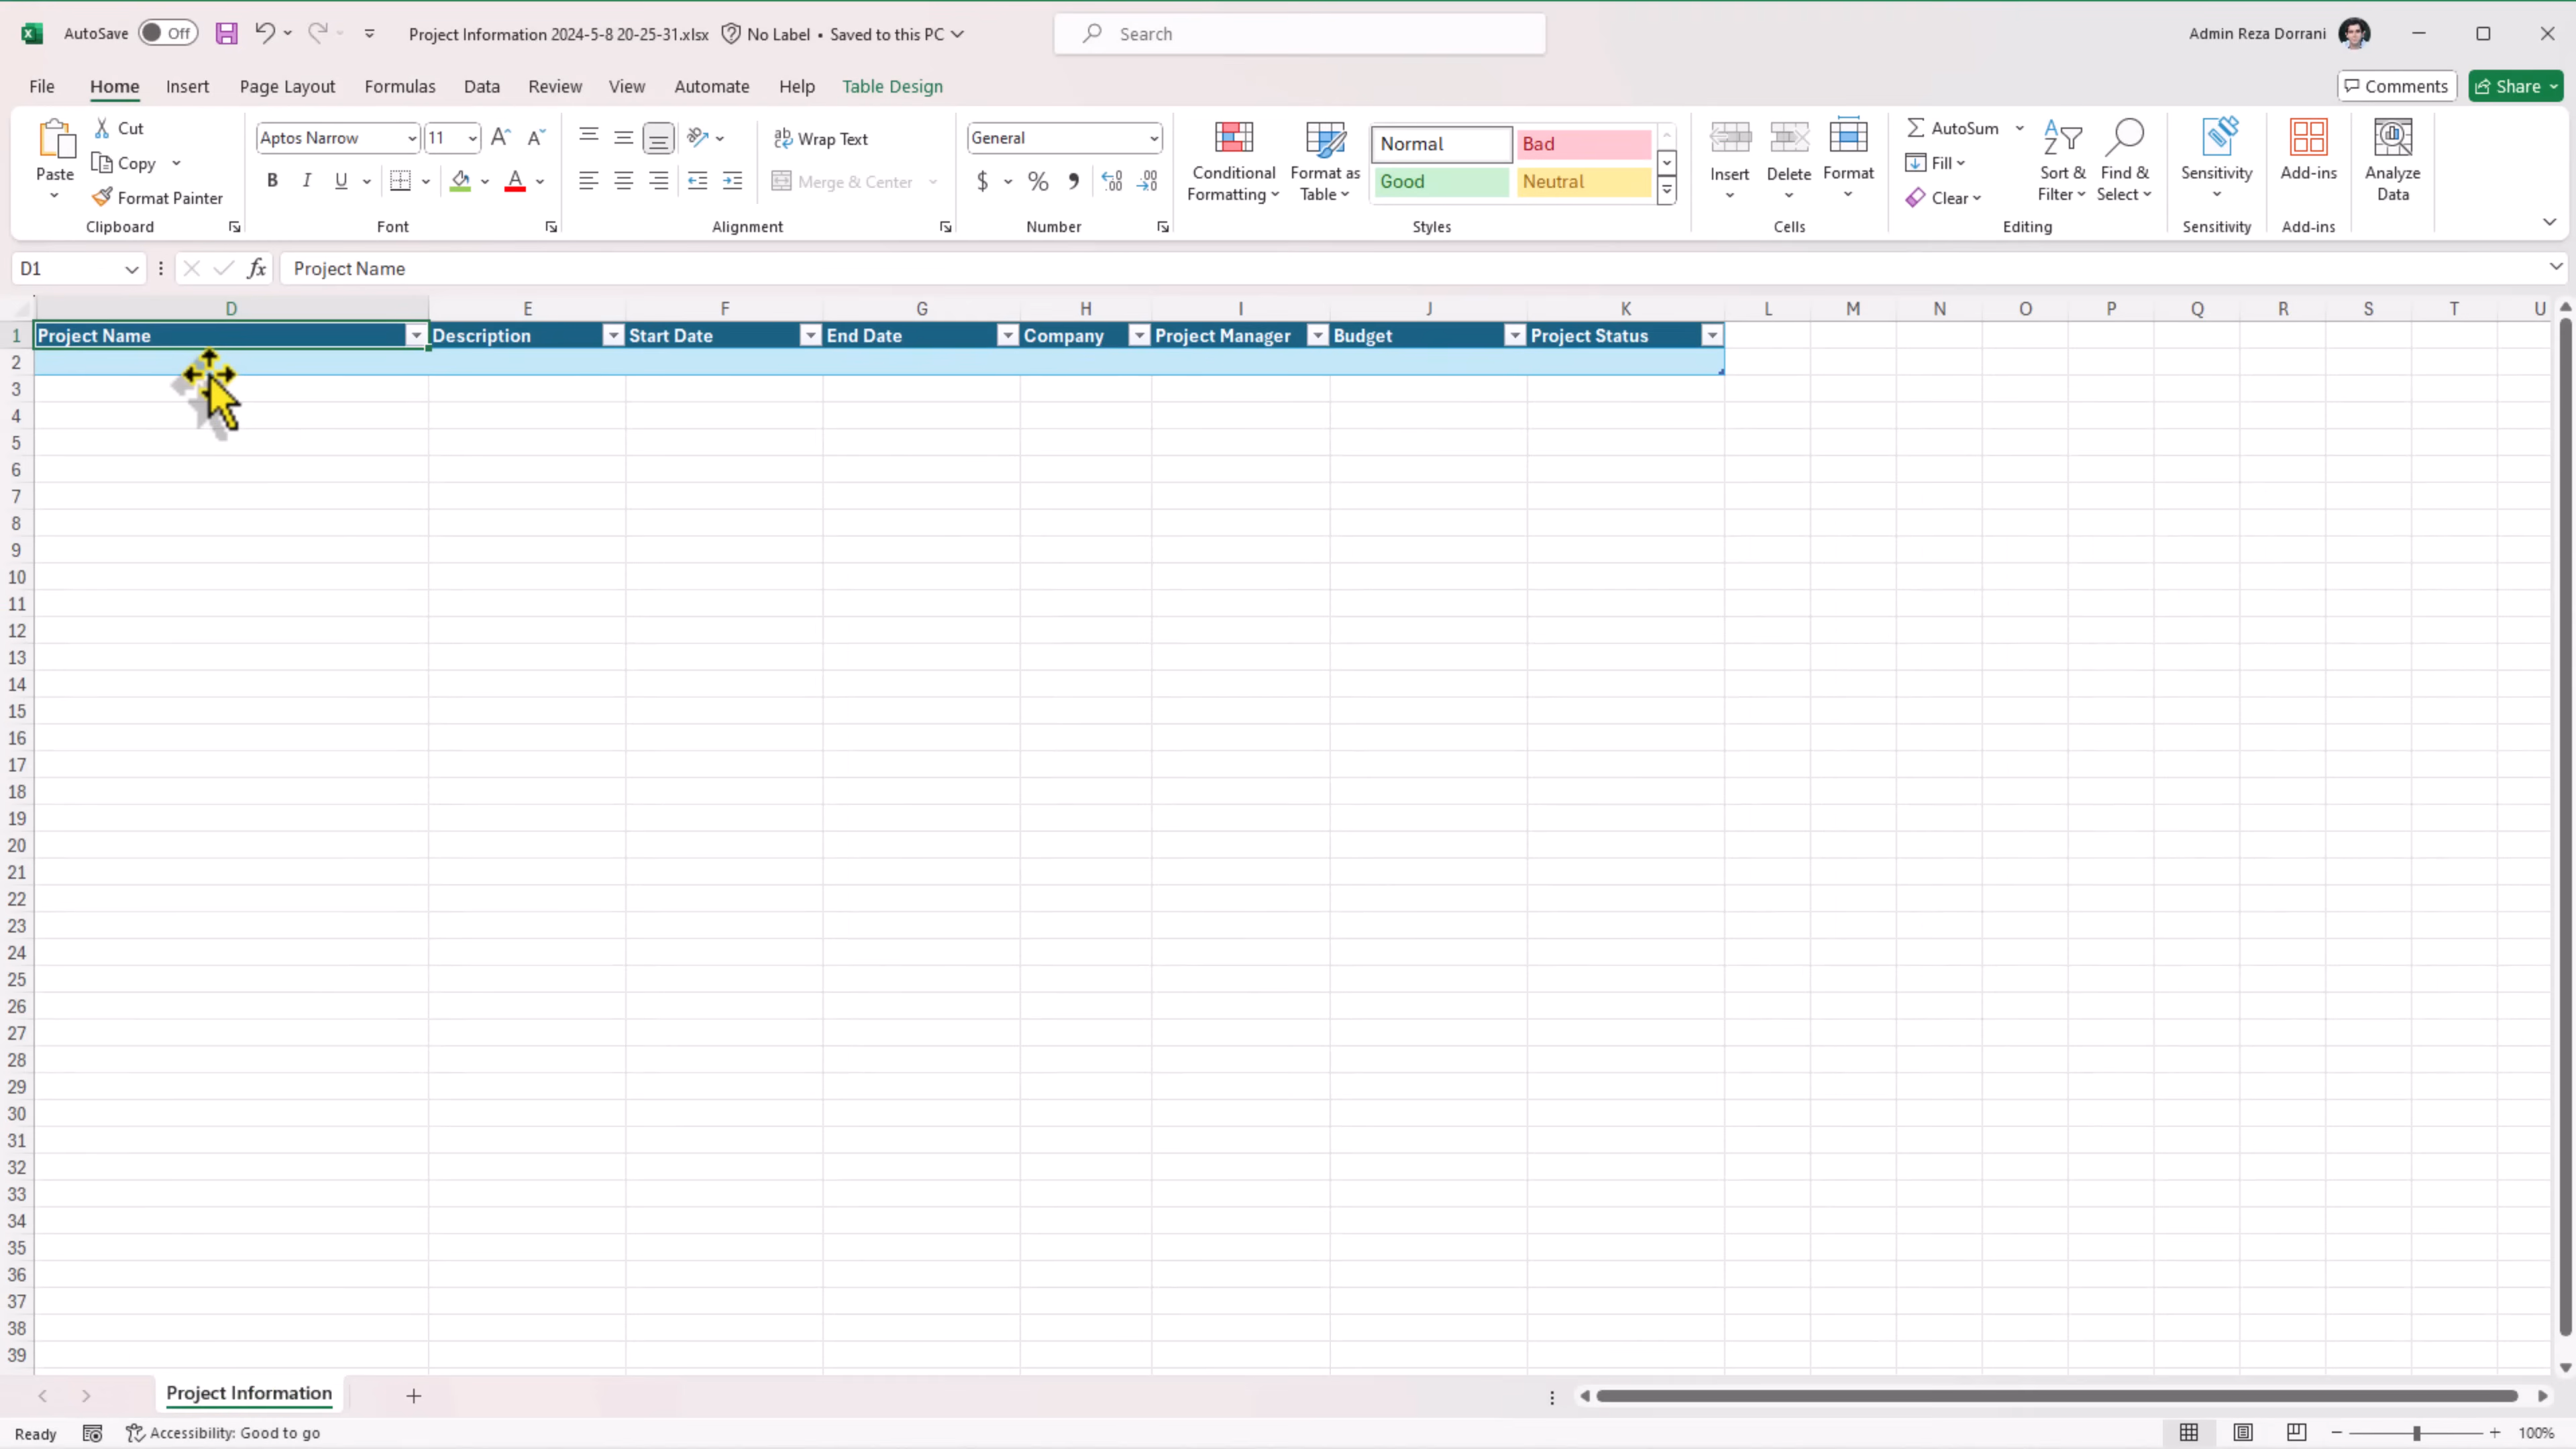 AutoSave Off Project Information 2024-5-8 20-25-31.xlsx No Label • Saved to this PC Search Admin Reza Dorrani
File Home Insert Page Layout Formulas Data Review View Automate Help Table Design Comments Share
Paste
Cut
Copy
Format Painter
Clipboard
Aptos Narrow 11
B I U A
Font
ab Wrap Text
Merge & Center
Alignment
General
$ % 9 .00
Number
Conditional
Formatting
Format as
Table
Normal Bad
Good Neutral
Styles
Insert Delete Format
Cells
AutoSum
Fill
Clear
Sort &
Filter
Find &
Select
Editing
Sensitivity
Sensitivity
Add-ins
Add-ins
Analyze
Data
D1 fx Project Name
D E F G H I J K L M N O P Q R S T U
1 Project Name Description Start Date End Date Company Project Manager Budget Project Status
2
3
4
5
6
7
8
9
10
11
12
13
14
15
16
17
18
19
20
21
22
23
24
25
26
27
28
29
30
31
32
33
34
35
36
37
38
39
Project Information
Ready Accessibility: Good to go 100%